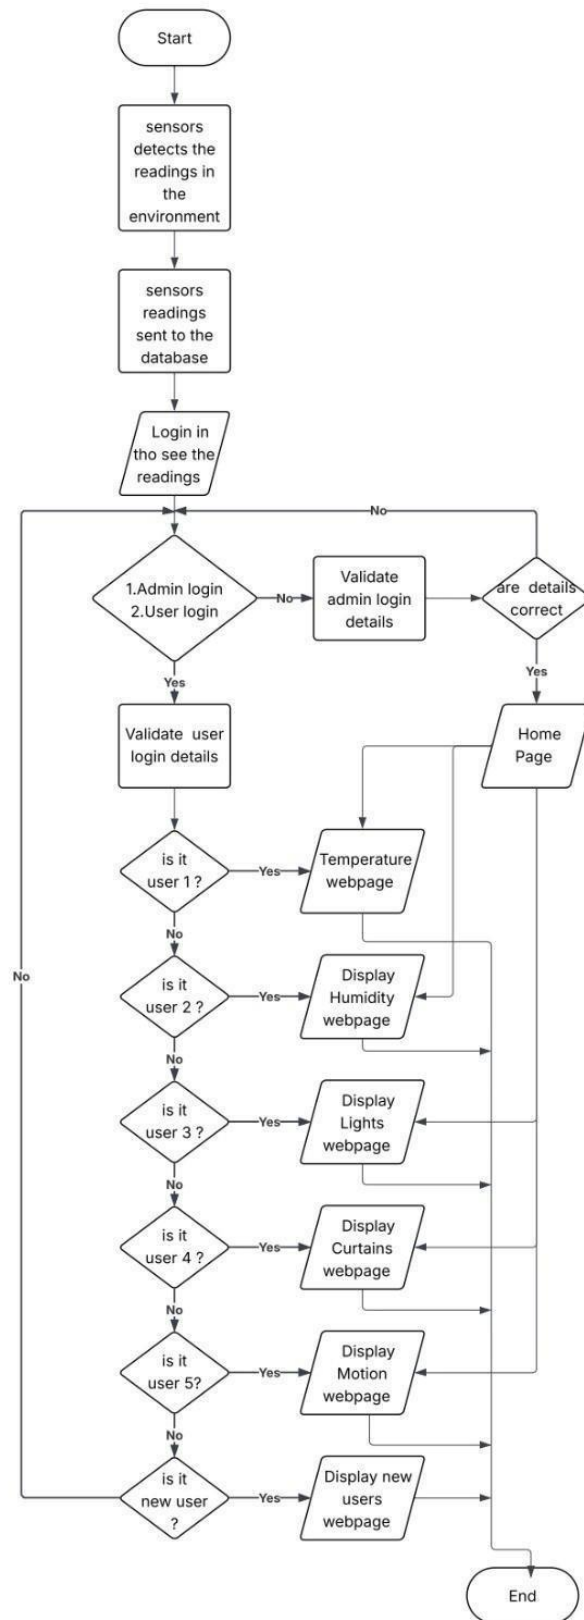 Start
sensors
detects the
readings in
the
environment
sensors
readings
sent to the
database
Login in
tho see the
readings
No
1.Admin login
2.User login
No
Validate
admin login
details
are details
correct
Yes
Yes
Validate user
login details
Home
Page
is it
user 1 ?
Yes
Temperature
webpage
No
No
is it
user 2 ?
Yes
Display
Humidity
webpage
No
is it
user 3 ?
Yes
Display
Lights
webpage
No
is it
user 4 ?
Yes
Display
Curtains
webpage
No
is it
user 5?
Yes
Display
Motion
webpage
No
is it
new user
?
Yes
Display new
users
webpage
End